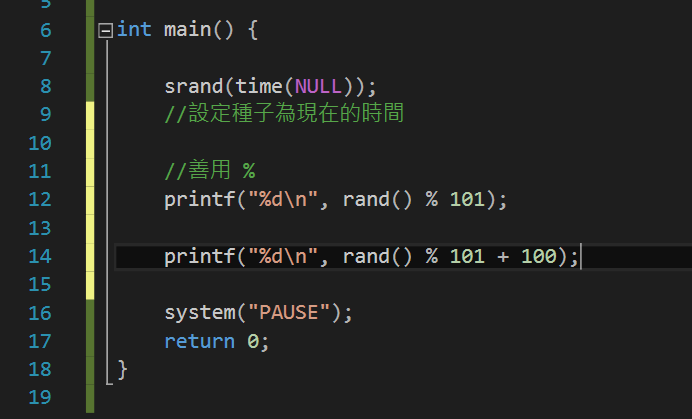 5
6 int main() {
7
8 srand(time(NULL));
9 //設定種子為現在的時間
10
11 //善用 %
12 printf("%d\n", rand() % 101);
13
14 printf("%d\n", rand() % 101 + 100);
15
16 system("PAUSE");
17 return 0;
18 }
19